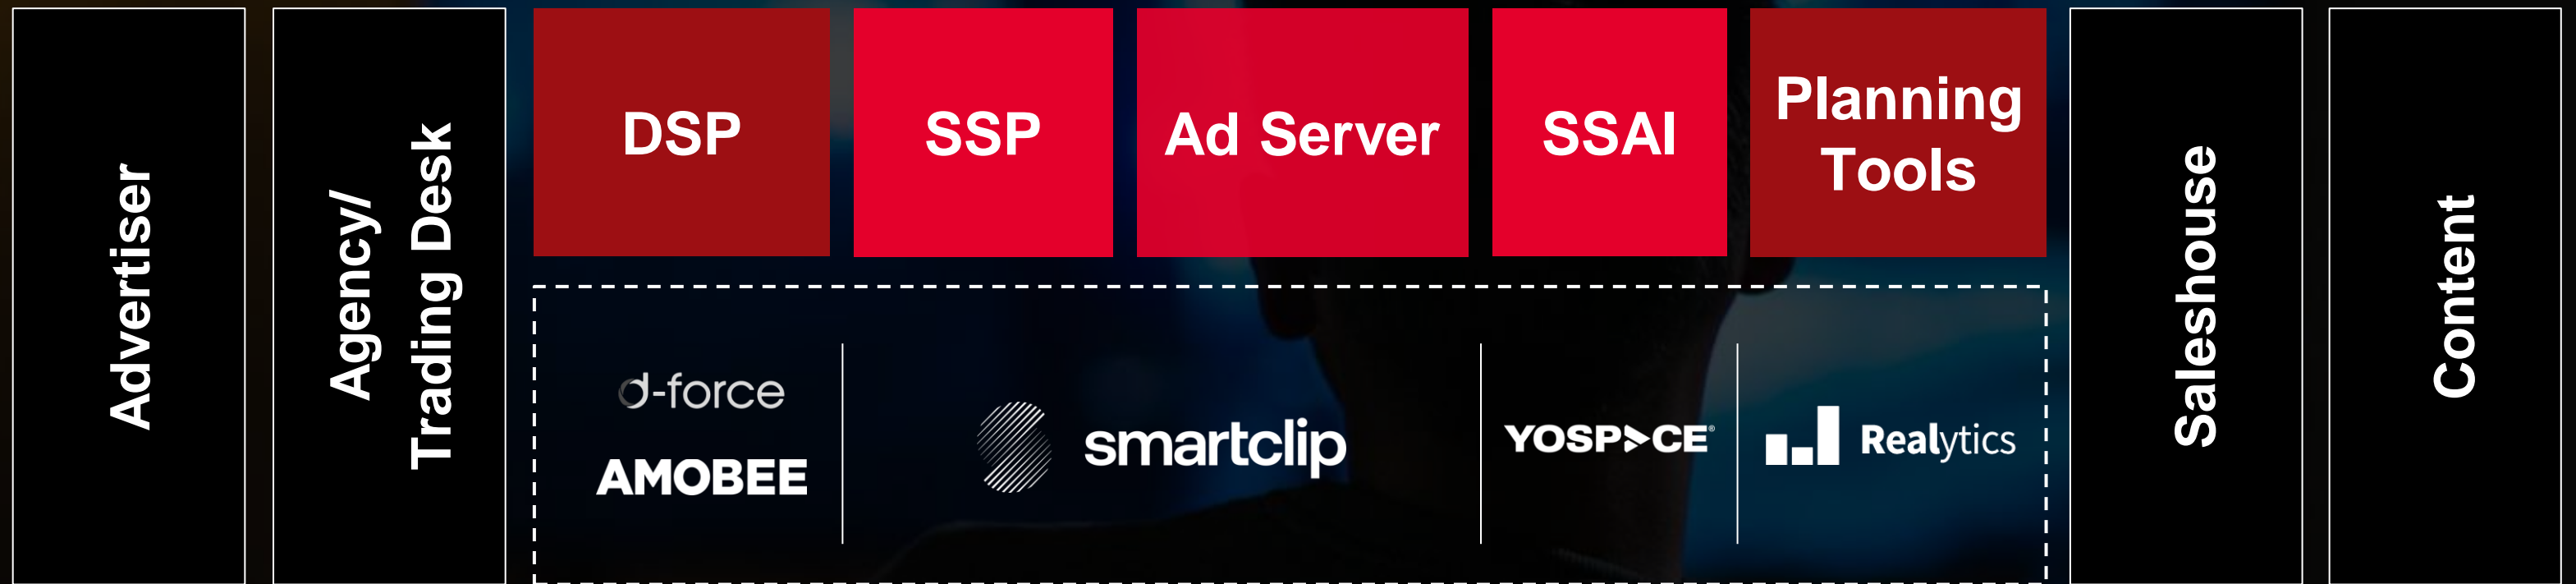 Advertiser
Agency/
Trading Desk
DSP
SSP
Ad Server
SSAI
Planning
Tools
d-force
AMOBEE
smartclip
YOSPACE®
Realytics
Saleshouse
Content